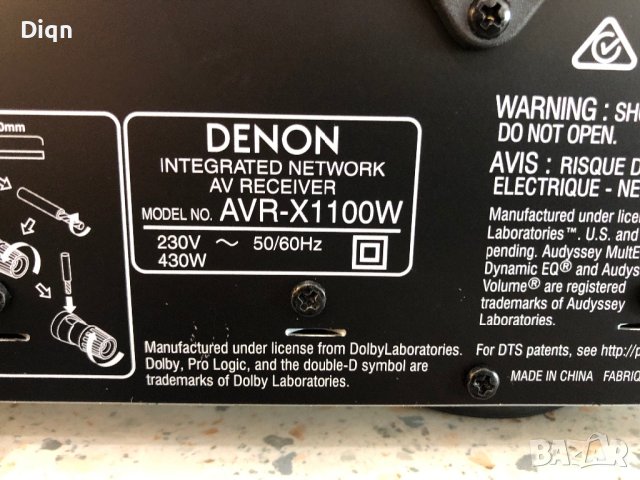 Diqn
0mm
DENON
INTEGRATED NETWORK
AV RECEIVER
MODEL NO. AVR-X1100W
230V ~ 50/60Hz
430W
WARNING : SHO
DO NOT OPEN.
AVIS : RISQUE D
ELECTRIQUE - NE
Manufactured under licen
Laboratories™. U.S. and
pending. Audyssey MultE
Dynamic EQ® and Audys
Volume® are registered
trademarks of Audyssey
Laboratories.
Manufactured under license from DolbyLaboratories.
Dolby, Pro Logic, and the double-D symbol are
trademarks of Dolby Laboratories.
For DTS patents, see http://p
MADE IN CHINA FABRIQ
BAZAR